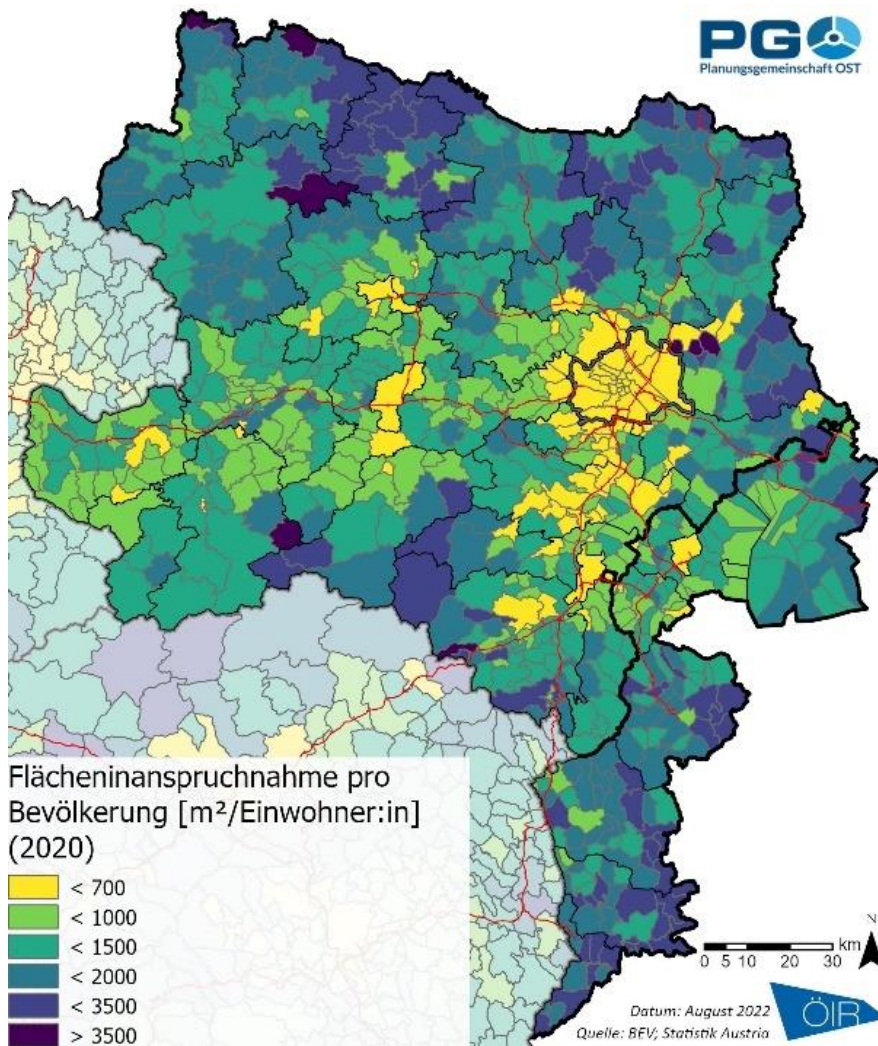 PGO
Planungsgemeinschaft OST
Flächeninanspruchnahme pro
Bevölkerung [m²/Einwohner:in]
(2020)
< 700
< 1000
< 1500
< 2000
< 3500
> 3500
N
km
0 5 10 20 30
Datum: August 2022
Quelle: BEV; Statistik Austria
ÖIR